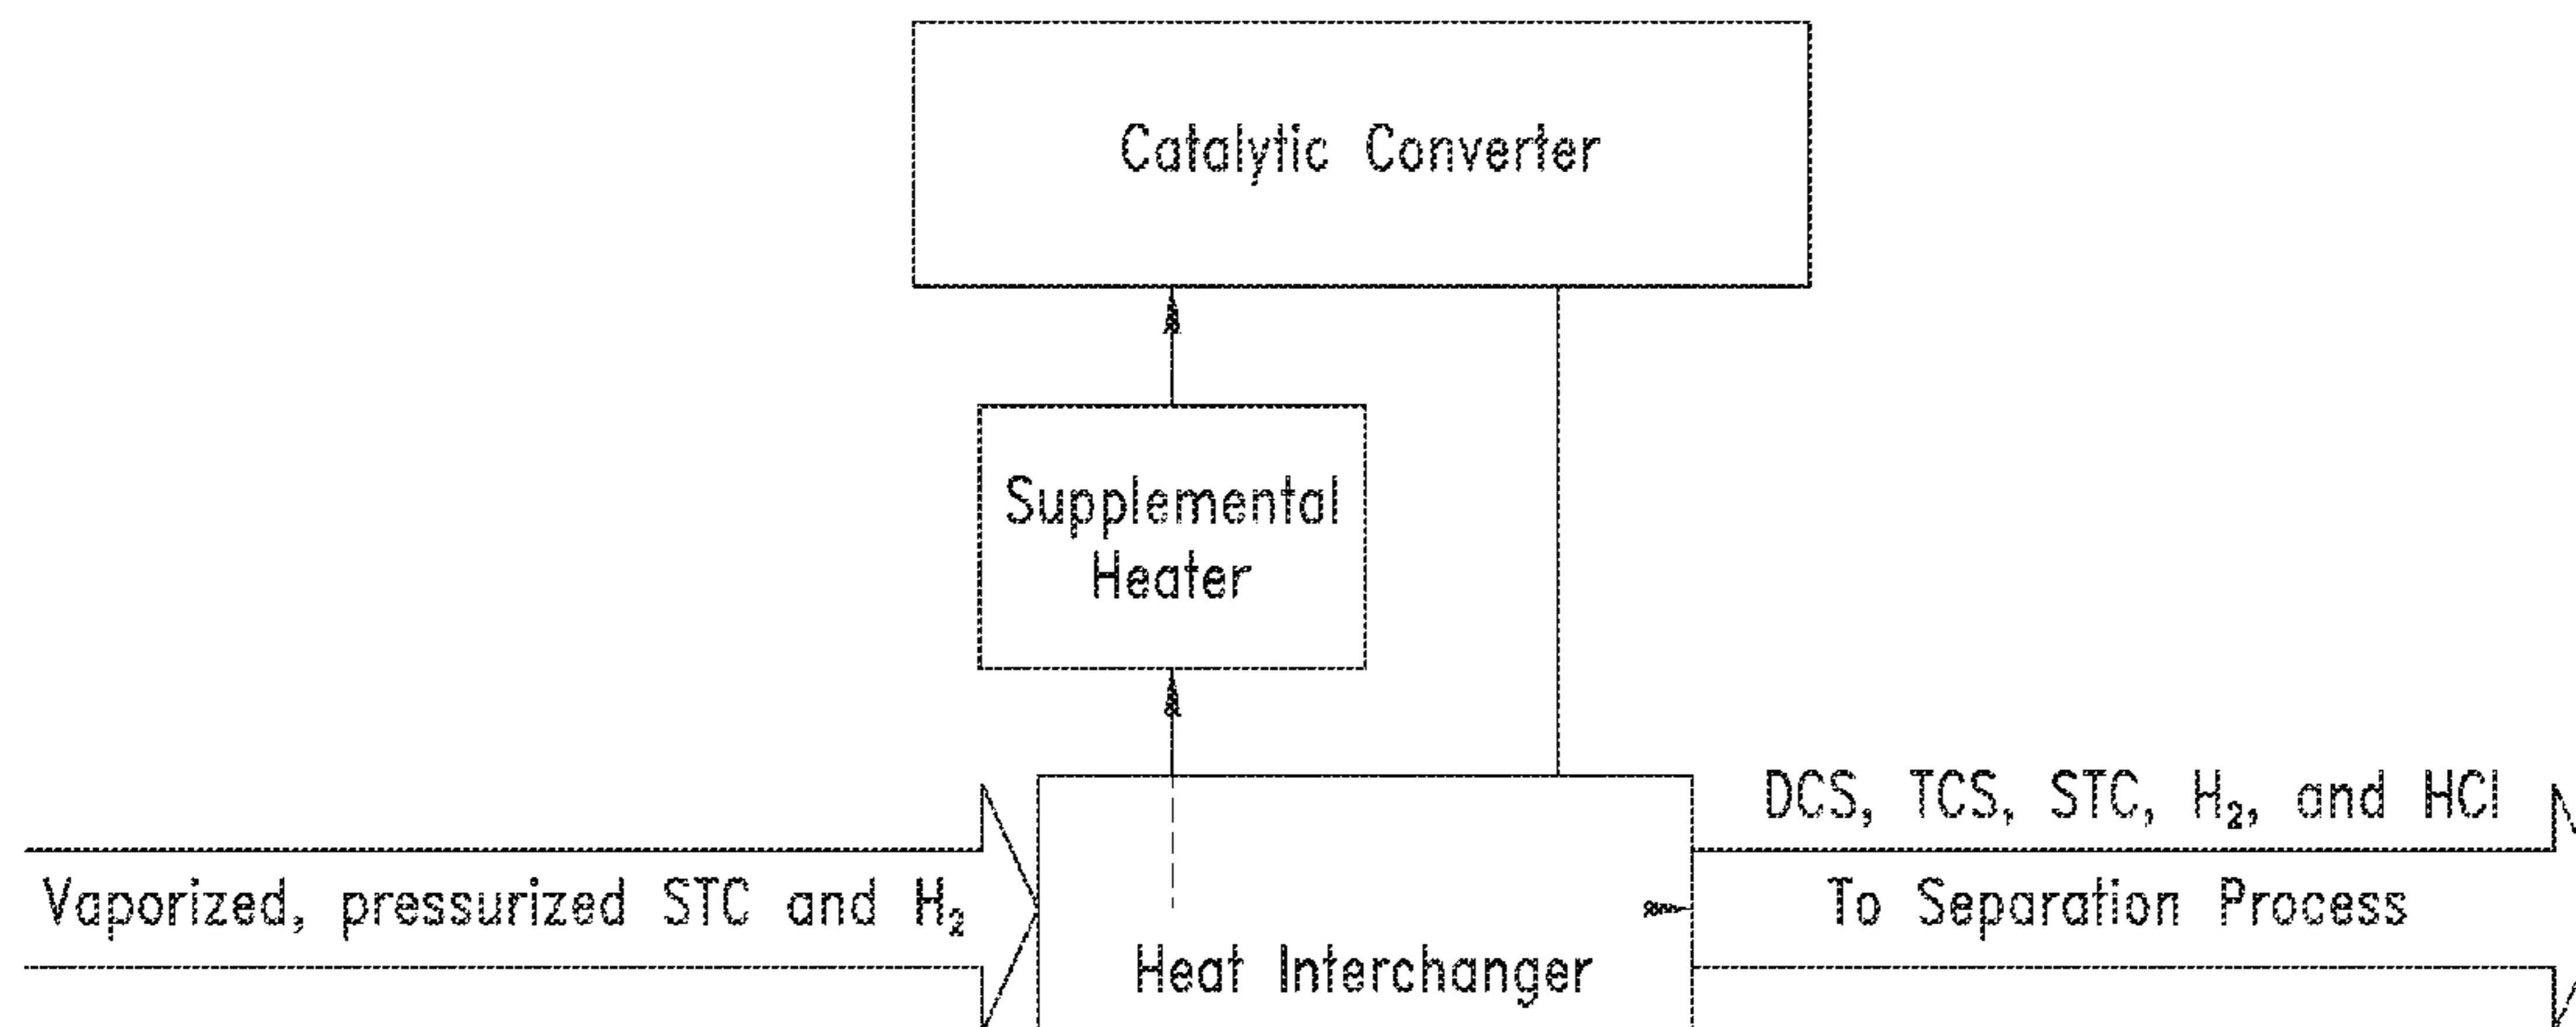 Catalytic Converter
Supplemental
Heater
DCS, TCS, STC, H₂, and HCl
Vaporized, pressurized STC and H₂
To Separation Process
Heat Interchanger